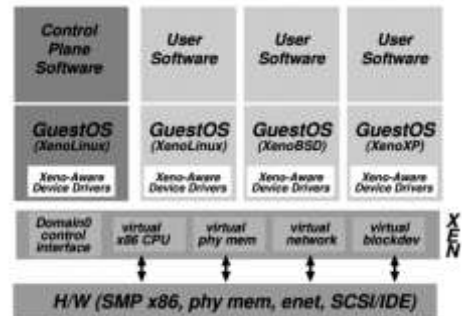 Control
Plane
Software
User
Software
User
Software
User
Software
GuestOS
(XenoLinux)
Xeno-Aware
Device Drivers
GuestOS
(XenoLinux)
Xeno-Aware
Device Drivers
GuestOS
(XenoBSD)
Xeno-Aware
Device Drivers
GuestOS
(XenoXP)
Xeno-Aware
Device Drivers
Domain0
control
interface
virtual
x86 CPU
virtual
phy mem
virtual
network
virtual
blockdev
XEN
H/W (SMP x86, phy mem, enet, SCSI/IDE)